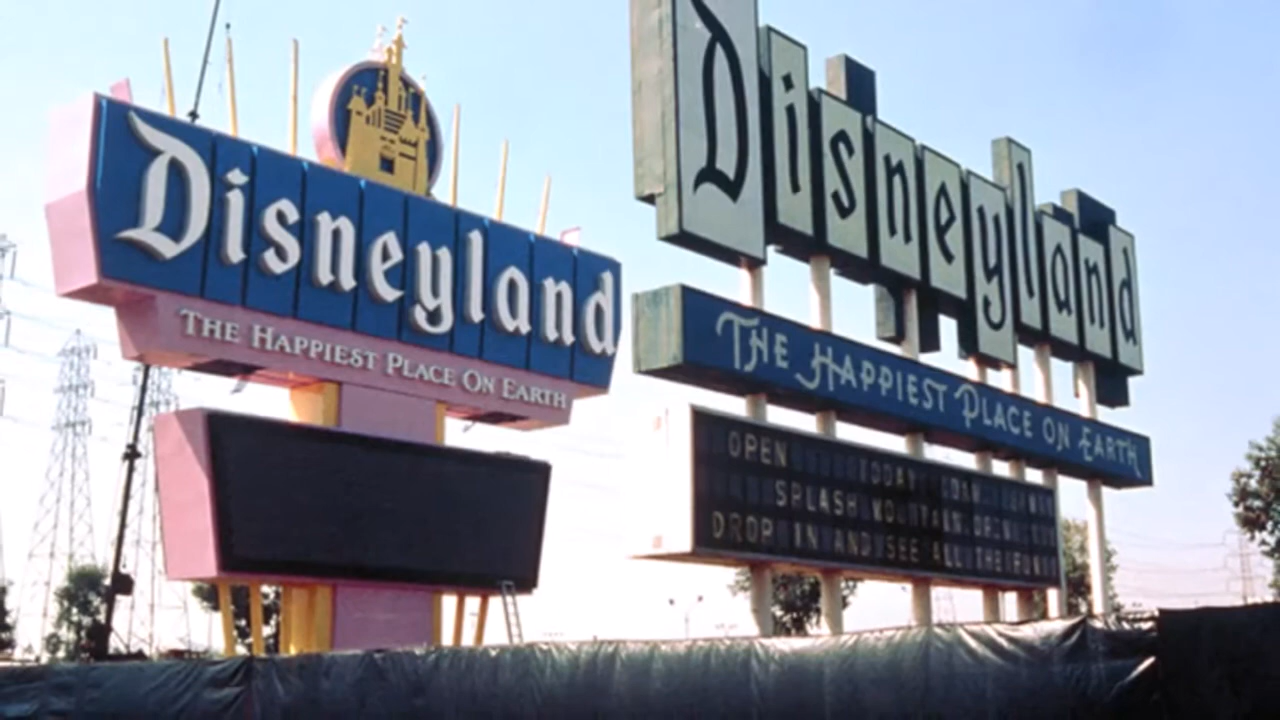 Disneyland
THE HAPPIEST PLACE ON EARTH
Disneyland
THE HAPPIEST PLACE ON EARTH
OPEN TODAY
SPLASH MOUNTAIN
DROP IN AND SEE ALL THE FUN